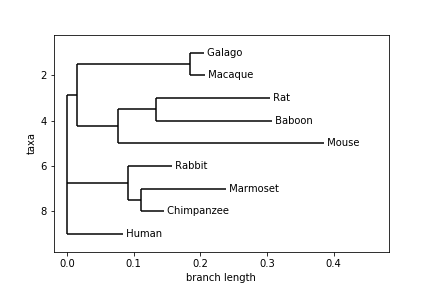 Galago
2
Macaque
Rat
4
Baboon
taxa
Mouse
6
Rabbit
Marmoset
8
Chimpanzee
Human
0.0 0.1 0.2 0.3 0.4
branch length